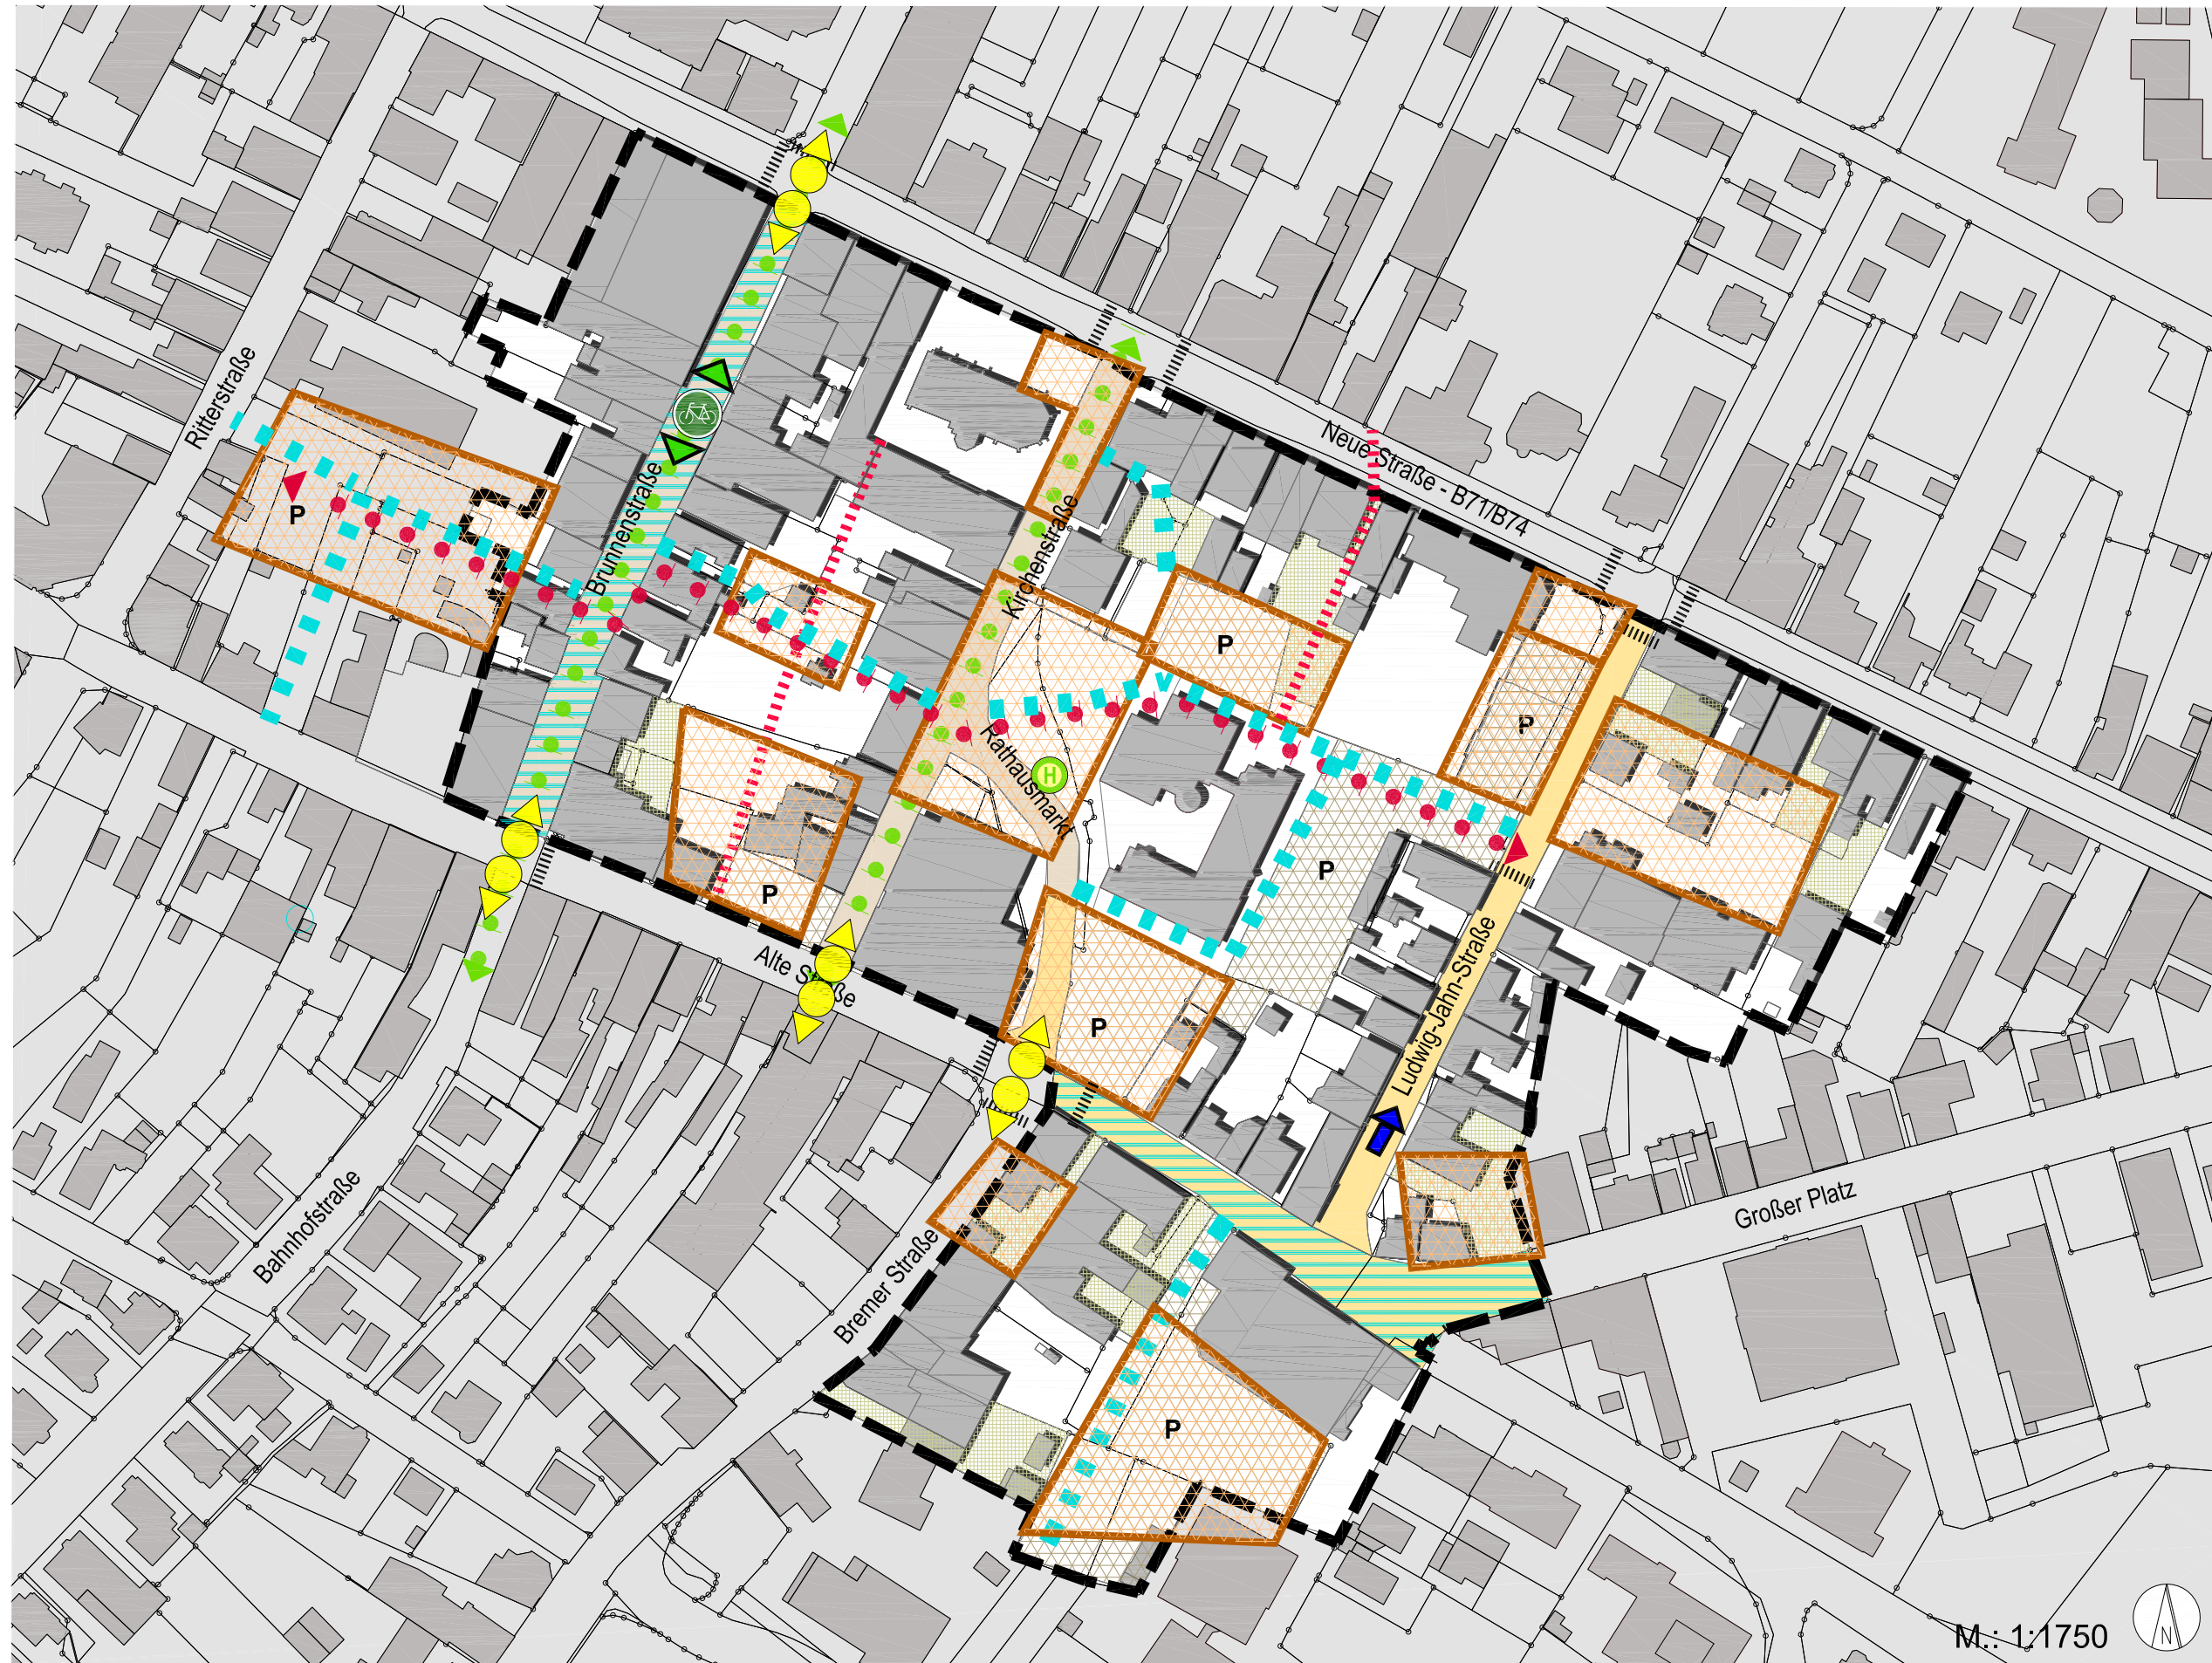 Neue Straße - B71/B74
Ritterstraße
Brunnenstraße
Kirchenstraße
P
P
P
Rathausmarkt
H
P
P
Alte Straße
P
Ludwig-Jahn-Straße
Großer Platz
Bahnhofstraße
Bremer Straße
P
M.: 1:1750
N